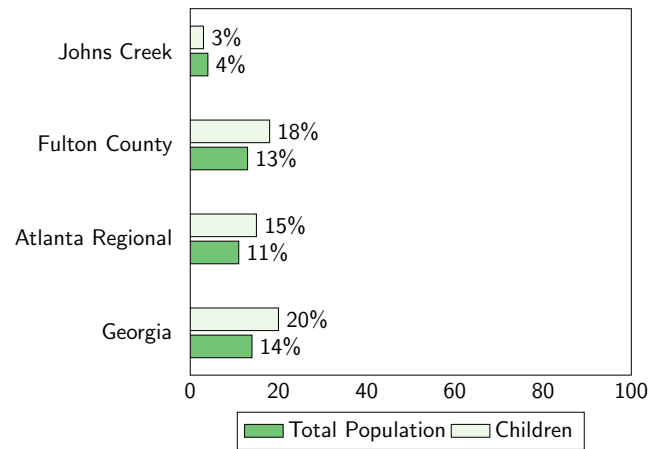 Johns Creek
3%
4%
Fulton County
18%
13%
Atlanta Regional
15%
11%
Georgia
20%
14%
0 20 40 60 80 100
Total Population Children